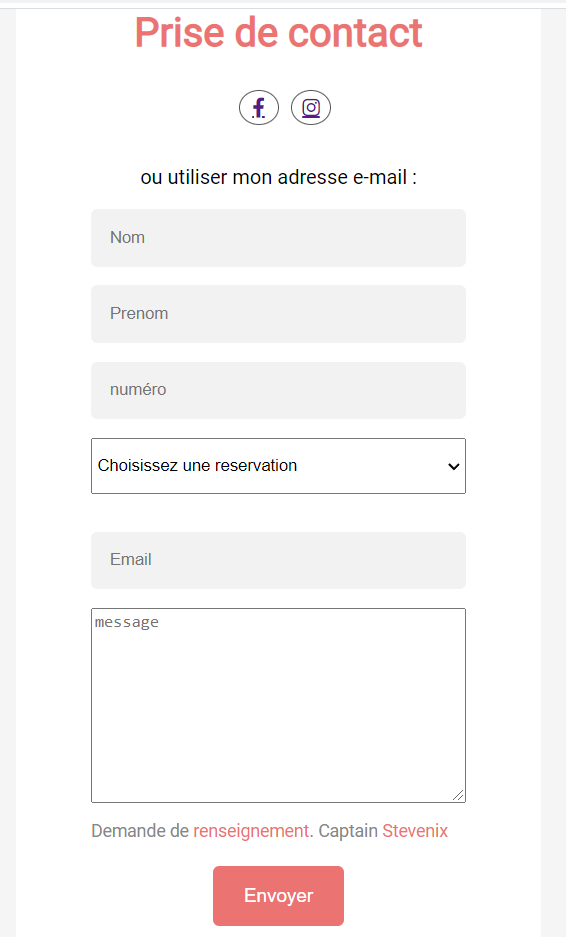 Prise de contact
ou utiliser mon adresse e-mail :
Nom
Prenom
numéro
Choisissez une reservation
Email
message
Demande de renseignement. Captain Stevenix
Envoyer